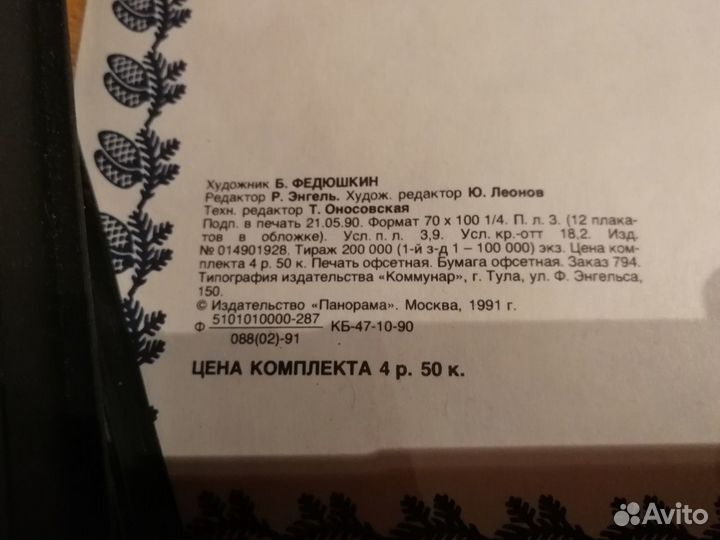 Художник Б. ФЕДЮШКИН
Редактор Р. Энгель. Худож. редактор Ю. Леонов
Техн. редактор Т. Оносовская
Подп. в печать 21.05.90. Формат 70 x 100 1/4. П. л. 3. (12 плака-
тов в обложке). Усл. п. л. 3,9. Усл. кр.-отт 18,2. Изд.
№ 014901928. Тираж 200 000 (1-й з-д 1 – 100 000) экз. Цена ком-
плекта 4 р. 50 к. Печать офсетная. Бумага офсетная. Заказ 794.
Типография издательства «Коммунар», г. Тула, ул. Ф. Энгельса,
150.
© Издательство «Панорама». Москва, 1991 г.
Ф 5101010000-287 КБ-47-10-90
088(02)-91
ЦЕНА КОМПЛЕКТА 4 р. 50 к.
Avito